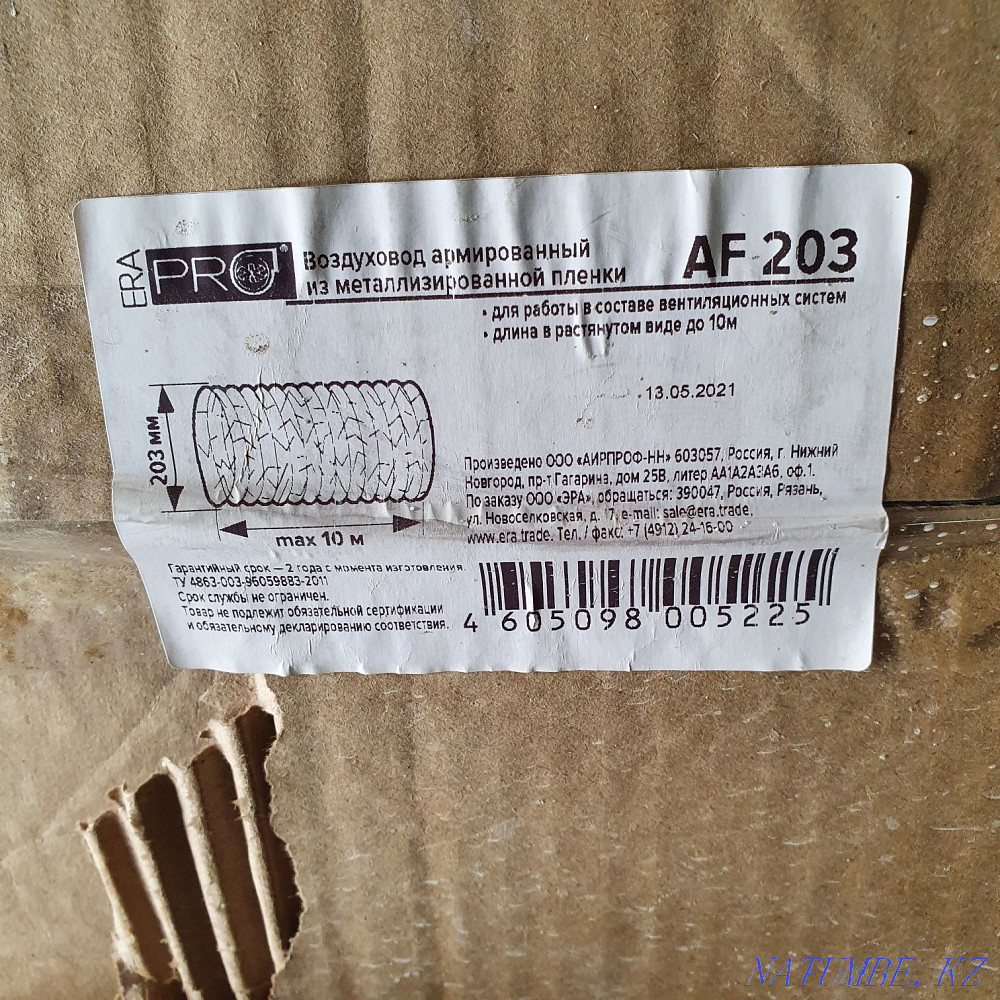 ERA PRO®
Воздуховод армированный
из металлизированной пленки
AF 203
• для работы в составе вентиляционных систем
• длина в растянутом виде до 10м
13.05.2021
203 мм
max 10 м
Произведено ООО «АИРПРОФ-НН» 603057, Россия, г. Нижний
Новгород, пр-т Гагарина, дом 25В, литер АА1А2А3А6, оф.1.
По заказу ООО «ЭРА», обращаться: 390047, Россия, Рязань,
ул. Новоселковская, д. 17, e-mail: sale@era.trade,
www.era.trade. Тел. / факс: +7 (4912) 24-16-00
Гарантийный срок — 2 года с момента изготовления.
ТУ 4863-003-96059883-2011
Срок службы не ограничен.
Товар не подлежит обязательной сертификации
и обязательному декларированию соответствия.
4 605098 005225
NATUMBE.KZ